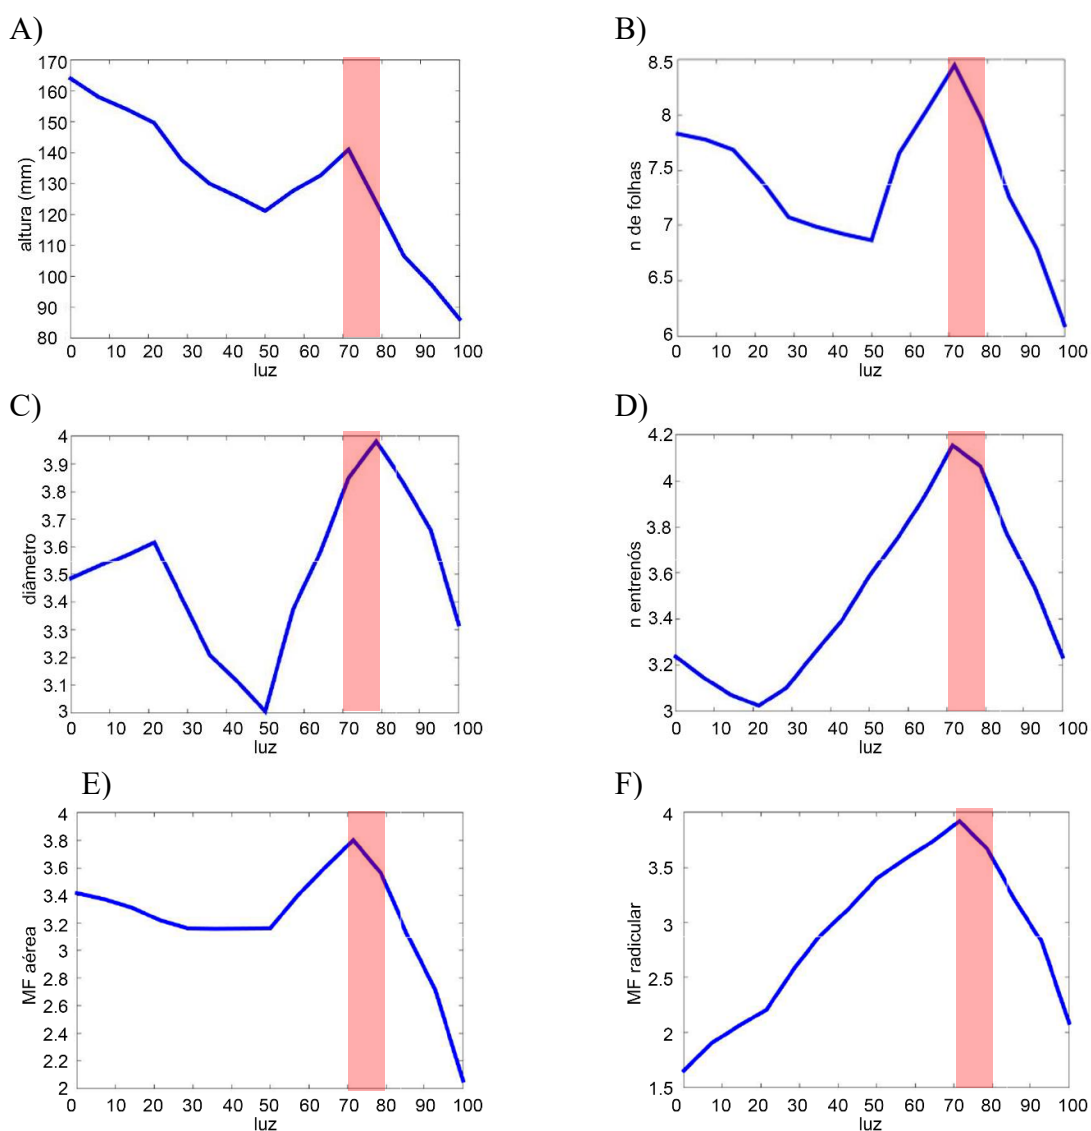 A)
altura (mm)
170
160
150
140
130
120
110
100
90
80
0 10 20 30 40 50 60 70 80 90 100
luz
B)
n de folhas
8.5
8
7.5
7
6.5
6
0 10 20 30 40 50 60 70 80 90 100
luz
C)
diâmetro
4
3.9
3.8
3.7
3.6
3.5
3.4
3.3
3.2
3.1
3
0 10 20 30 40 50 60 70 80 90 100
luz
D)
n entrenós
4.2
4
3.8
3.6
3.4
3.2
3
0 10 20 30 40 50 60 70 80 90 100
luz
E)
MF aérea
4
3.8
3.6
3.4
3.2
3
2.8
2.6
2.4
2.2
2
0 10 20 30 40 50 60 70 80 90 100
luz
F)
MF radicular
4
3.5
3
2.5
2
1.5
0 10 20 30 40 50 60 70 80 90 100
luz